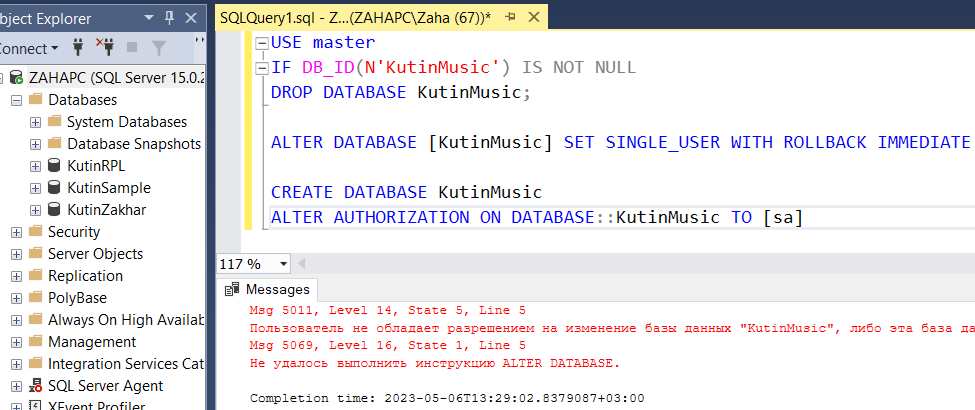 bject Explorer
SQLQuery1.sql - Z...(ZAHAPC\Zaha (67))*
Connect
ZAHAPC (SQL Server 15.0.2
Databases
System Databases
Database Snapshots
KutinRPL
KutinSample
KutinZakhar
Security
Server Objects
Replication
PolyBase
Always On High Availab
Management
Integration Services Cat
SQL Server Agent
XEvent Profiler
USE master
IF DB_ID(N'KutinMusic') IS NOT NULL
DROP DATABASE KutinMusic;
ALTER DATABASE [KutinMusic] SET SINGLE_USER WITH ROLLBACK IMMEDIATE
CREATE DATABASE KutinMusic
ALTER AUTHORIZATION ON DATABASE::KutinMusic TO [sa]
117 %
Messages
Msg 5011, Level 14, State 5, Line 5
Пользователь не обладает разрешением на изменение базы данных "KutinMusic", либо эта база да
Msg 5069, Level 16, State 1, Line 5
Не удалось выполнить инструкцию ALTER DATABASE.
Completion time: 2023-05-06T13:29:02.8379087+03:00